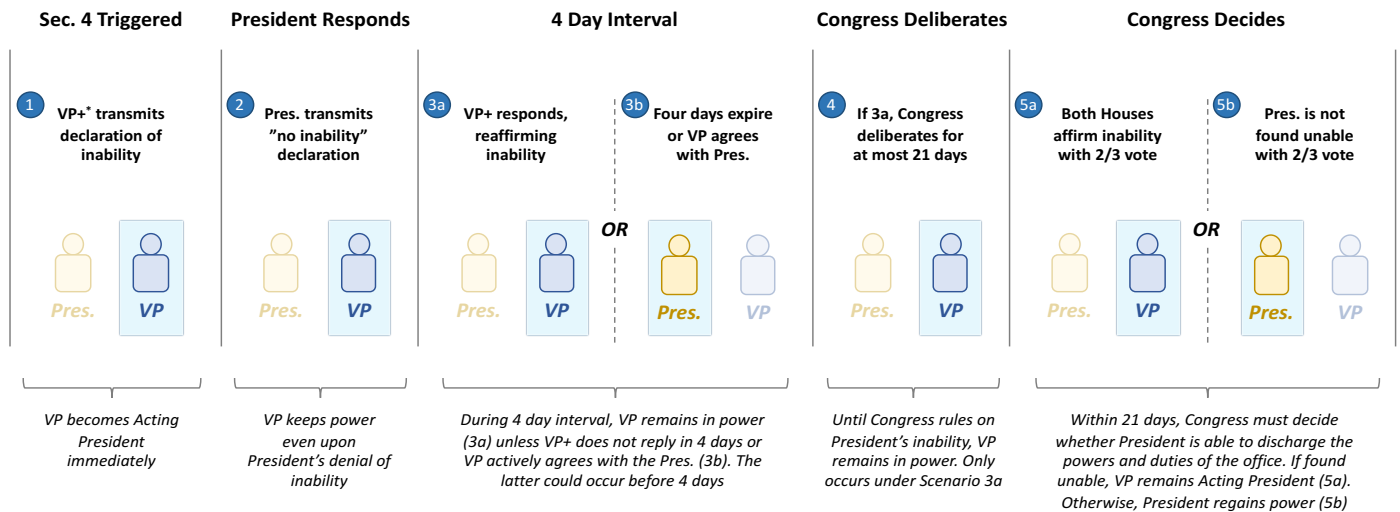 Sec. 4 Triggered
President Responds
4 Day Interval
Congress Deliberates
Congress Decides
1
VP+* transmits
declaration of
inability
2
Pres. transmits
”no inability”
declaration
3a
VP+ responds,
reaffirming
inability
3b
Four days expire
or VP agrees
with Pres.
4
If 3a, Congress
deliberates for
at most 21 days
5a
Both Houses
affirm inability
with 2/3 vote
5b
Pres. is not
found unable
with 2/3 vote
Pres.
VP
Pres.
VP
Pres.
VP
OR
Pres.
VP
Pres.
VP
Pres.
VP
OR
Pres.
VP
VP becomes Acting
President
immediately
VP keeps power
even upon
President’s denial of
inability
During 4 day interval, VP remains in power
(3a) unless VP+ does not reply in 4 days or
VP actively agrees with the Pres. (3b). The
latter could occur before 4 days
Until Congress rules on
President’s inability, VP
remains in power. Only
occurs under Scenario 3a
Within 21 days, Congress must decide
whether President is able to discharge the
powers and duties of the office. If found
unable, VP remains Acting President (5a).
Otherwise, President regains power (5b)